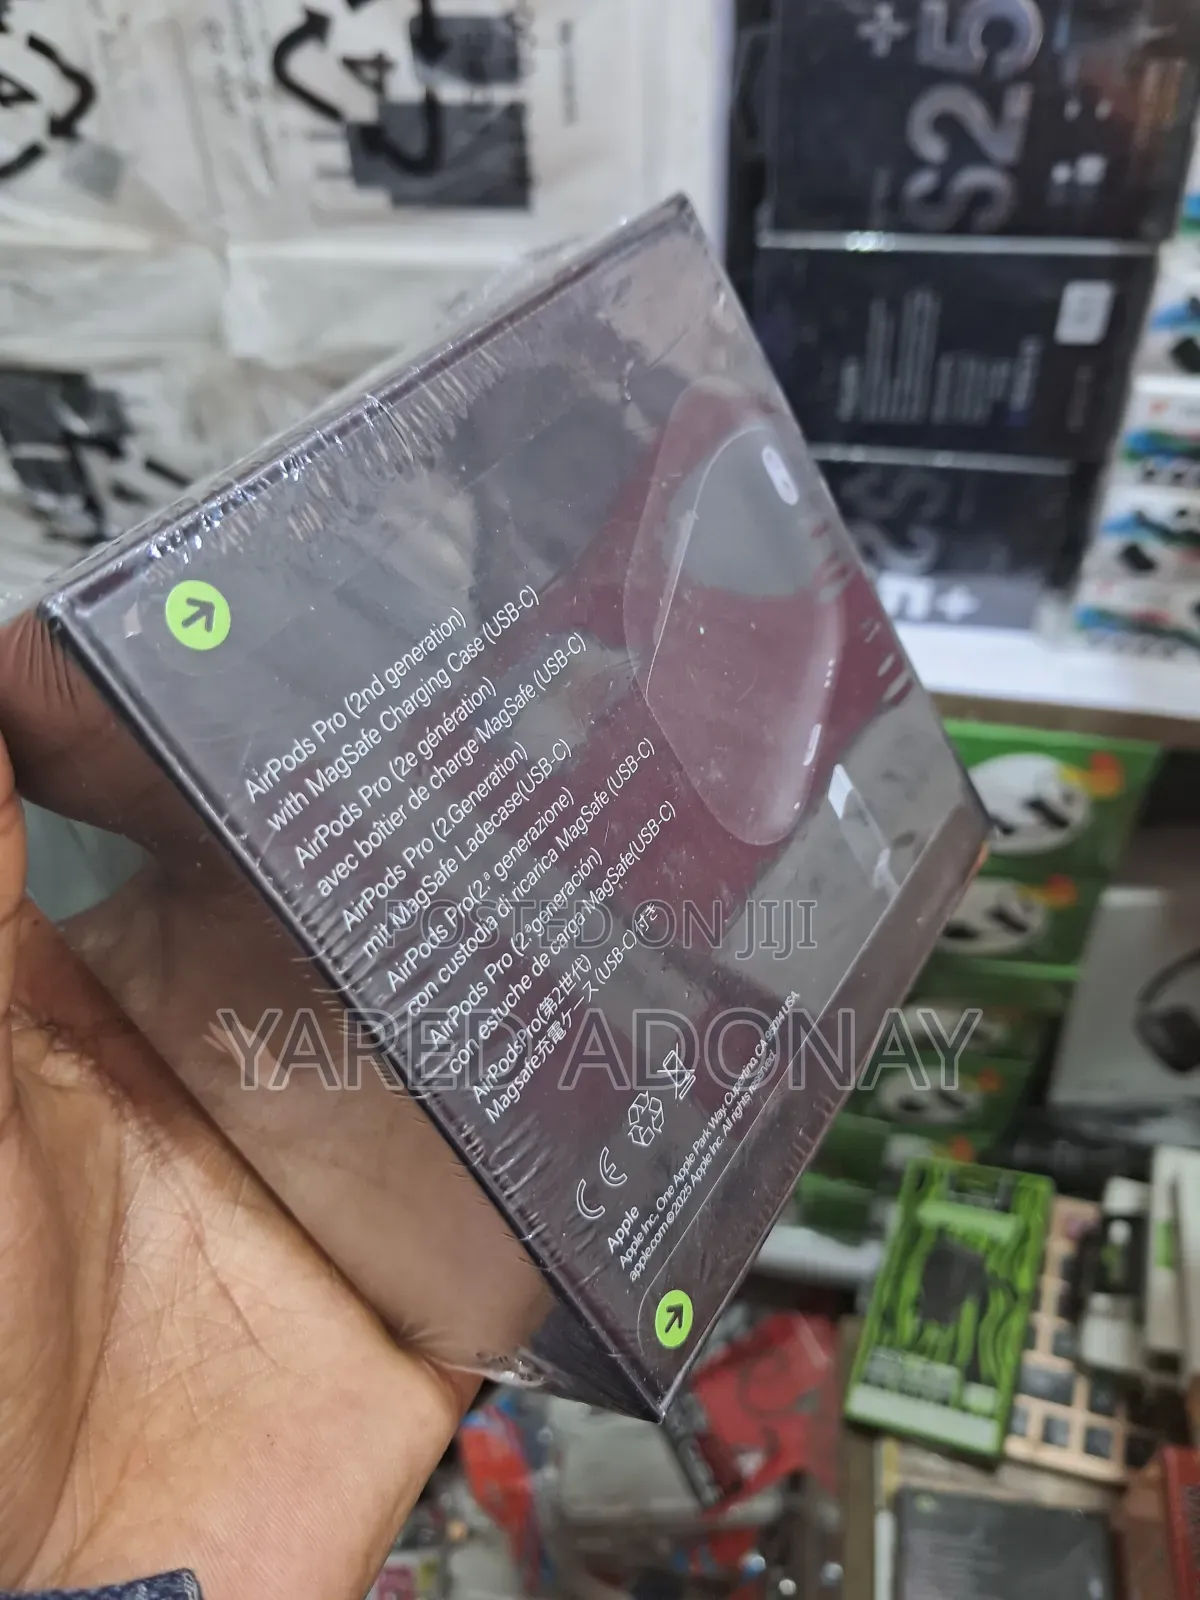 S25
+
AirPods Pro (2nd generation)
with MagSafe Charging Case (USB-C)
AirPods Pro (2e génération)
avec boîtier de charge MagSafe (USB-C)
AirPods Pro (2.Generation)
mit MagSafe Ladecase(USB-C)
AirPods Pro(2.ª generazione)
con custodia di ricarica MagSafe (USB-C)
AirPods Pro (2.ª generación)
con estuche de carga MagSafe(USB-C)
AirPodsPro(第2世代)
Magsafe充電ケース(USB-C)付き
CE
Apple
Apple Inc. One Apple Park Way, Cupertino, CA 95014 USA
apple.com ©2025 Apple Inc. All rights reserved.
POSTED ON JIJI
YARED ADONAY